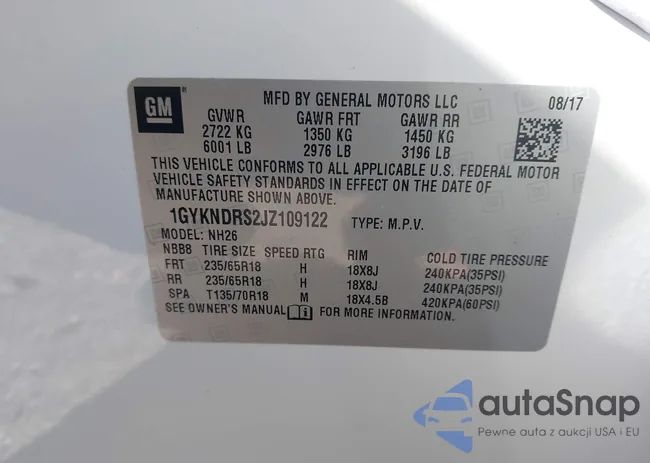 GM ®
MFD BY GENERAL MOTORS LLC 08/17
GVWR GAWR FRT GAWR RR
2722 KG 1350 KG 1450 KG
6001 LB 2976 LB 3196 LB
THIS VEHICLE CONFORMS TO ALL APPLICABLE U.S. FEDERAL MOTOR
VEHICLE SAFETY STANDARDS IN EFFECT ON THE DATE OF
MANUFACTURE SHOWN ABOVE.
1GYKNDRS2JZ109122 TYPE: M.P.V.
MODEL: NH26
NBB8 TIRE SIZE SPEED RTG RIM COLD TIRE PRESSURE
FRT 235/65R18 H 18X8J 240KPA(35PSI)
RR 235/65R18 H 18X8J 240KPA(35PSI)
SPA T135/70R18 M 18X4.5B 420KPA(60PSI)
SEE OWNER'S MANUAL i FOR MORE INFORMATION.
autoSnap
Pewne auta z aukcji USA i EU